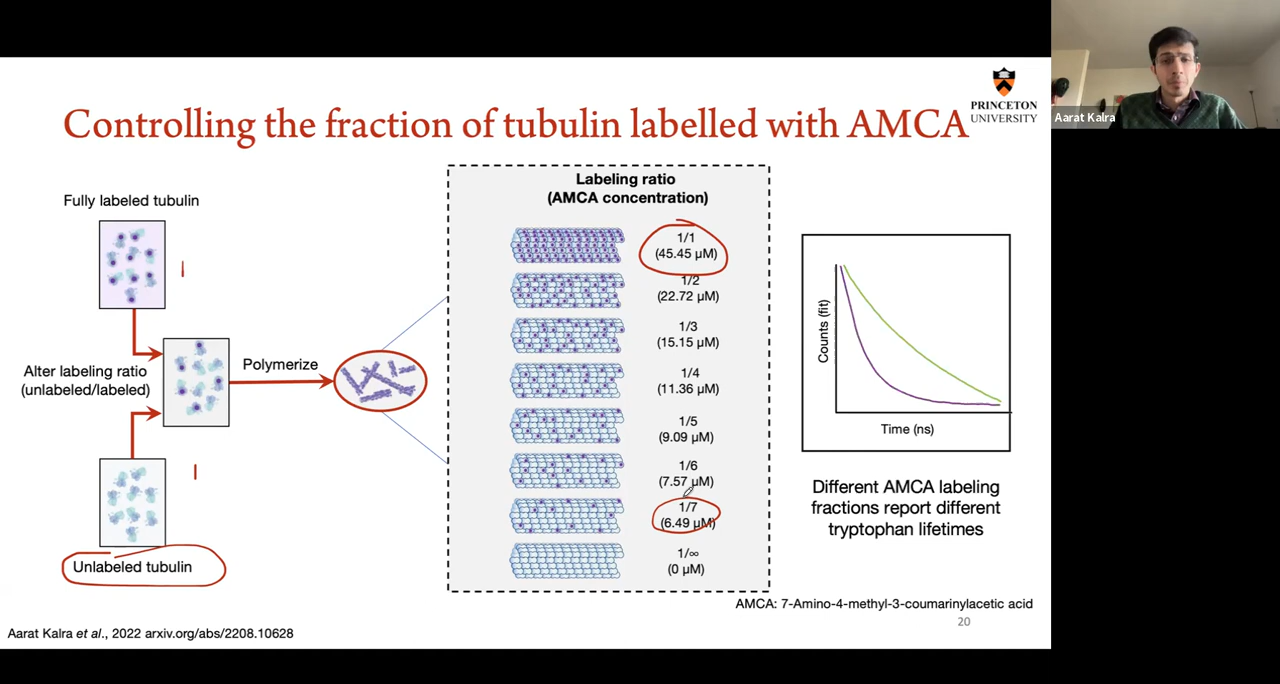 Controlling the fraction of tubulin labelled with AMCA
PRINCETON
UNIVERSITY
Aarat Kalra
Fully labeled tubulin
Alter labeling ratio
(unlabeled/labeled)
Polymerize
Unlabeled tubulin
Labeling ratio
(AMCA concentration)
1/1
(45.45 µM)
1/2
(22.72 µM)
1/3
(15.15 µM)
1/4
(11.36 µM)
1/5
(9.09 µM)
1/6
(7.57 µM)
1/7
(6.49 µM)
1/∞
(0 µM)
Counts (fit)
Time (ns)
Different AMCA labeling
fractions report different
tryptophan lifetimes
AMCA: 7-Amino-4-methyl-3-coumarinylacetic acid
20
Aarat Kalra et al., 2022 arxiv.org/abs/2208.10628